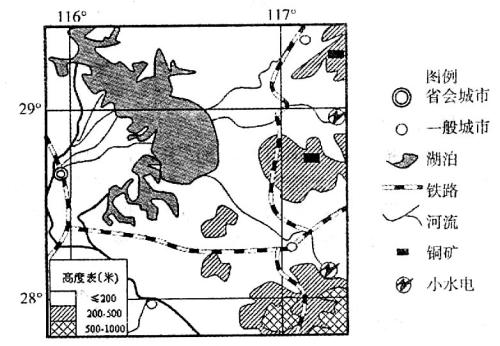 116°
117°
29°
28°
高度表(米)
≤200
200-500
500-1000
图例
省会城市
一般城市
湖泊
铁路
河流
铜矿
小水电